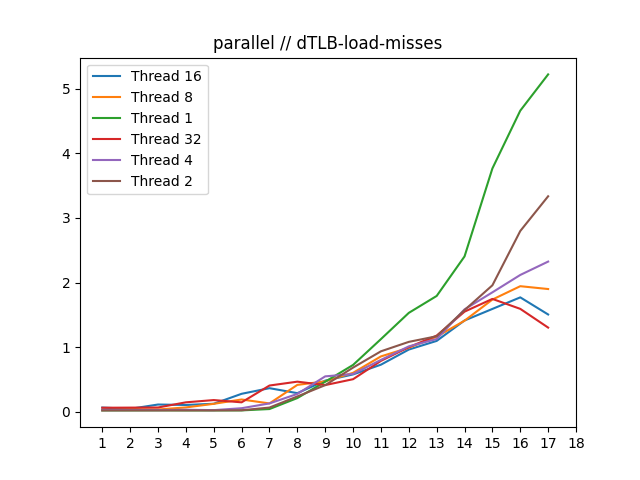 parallel // dTLB-load-misses
Thread 16
Thread 8
Thread 1
Thread 32
Thread 4
Thread 2
5
4
3
2
1
0
1 2 3 4 5 6 7 8 9 10 11 12 13 14 15 16 17 18